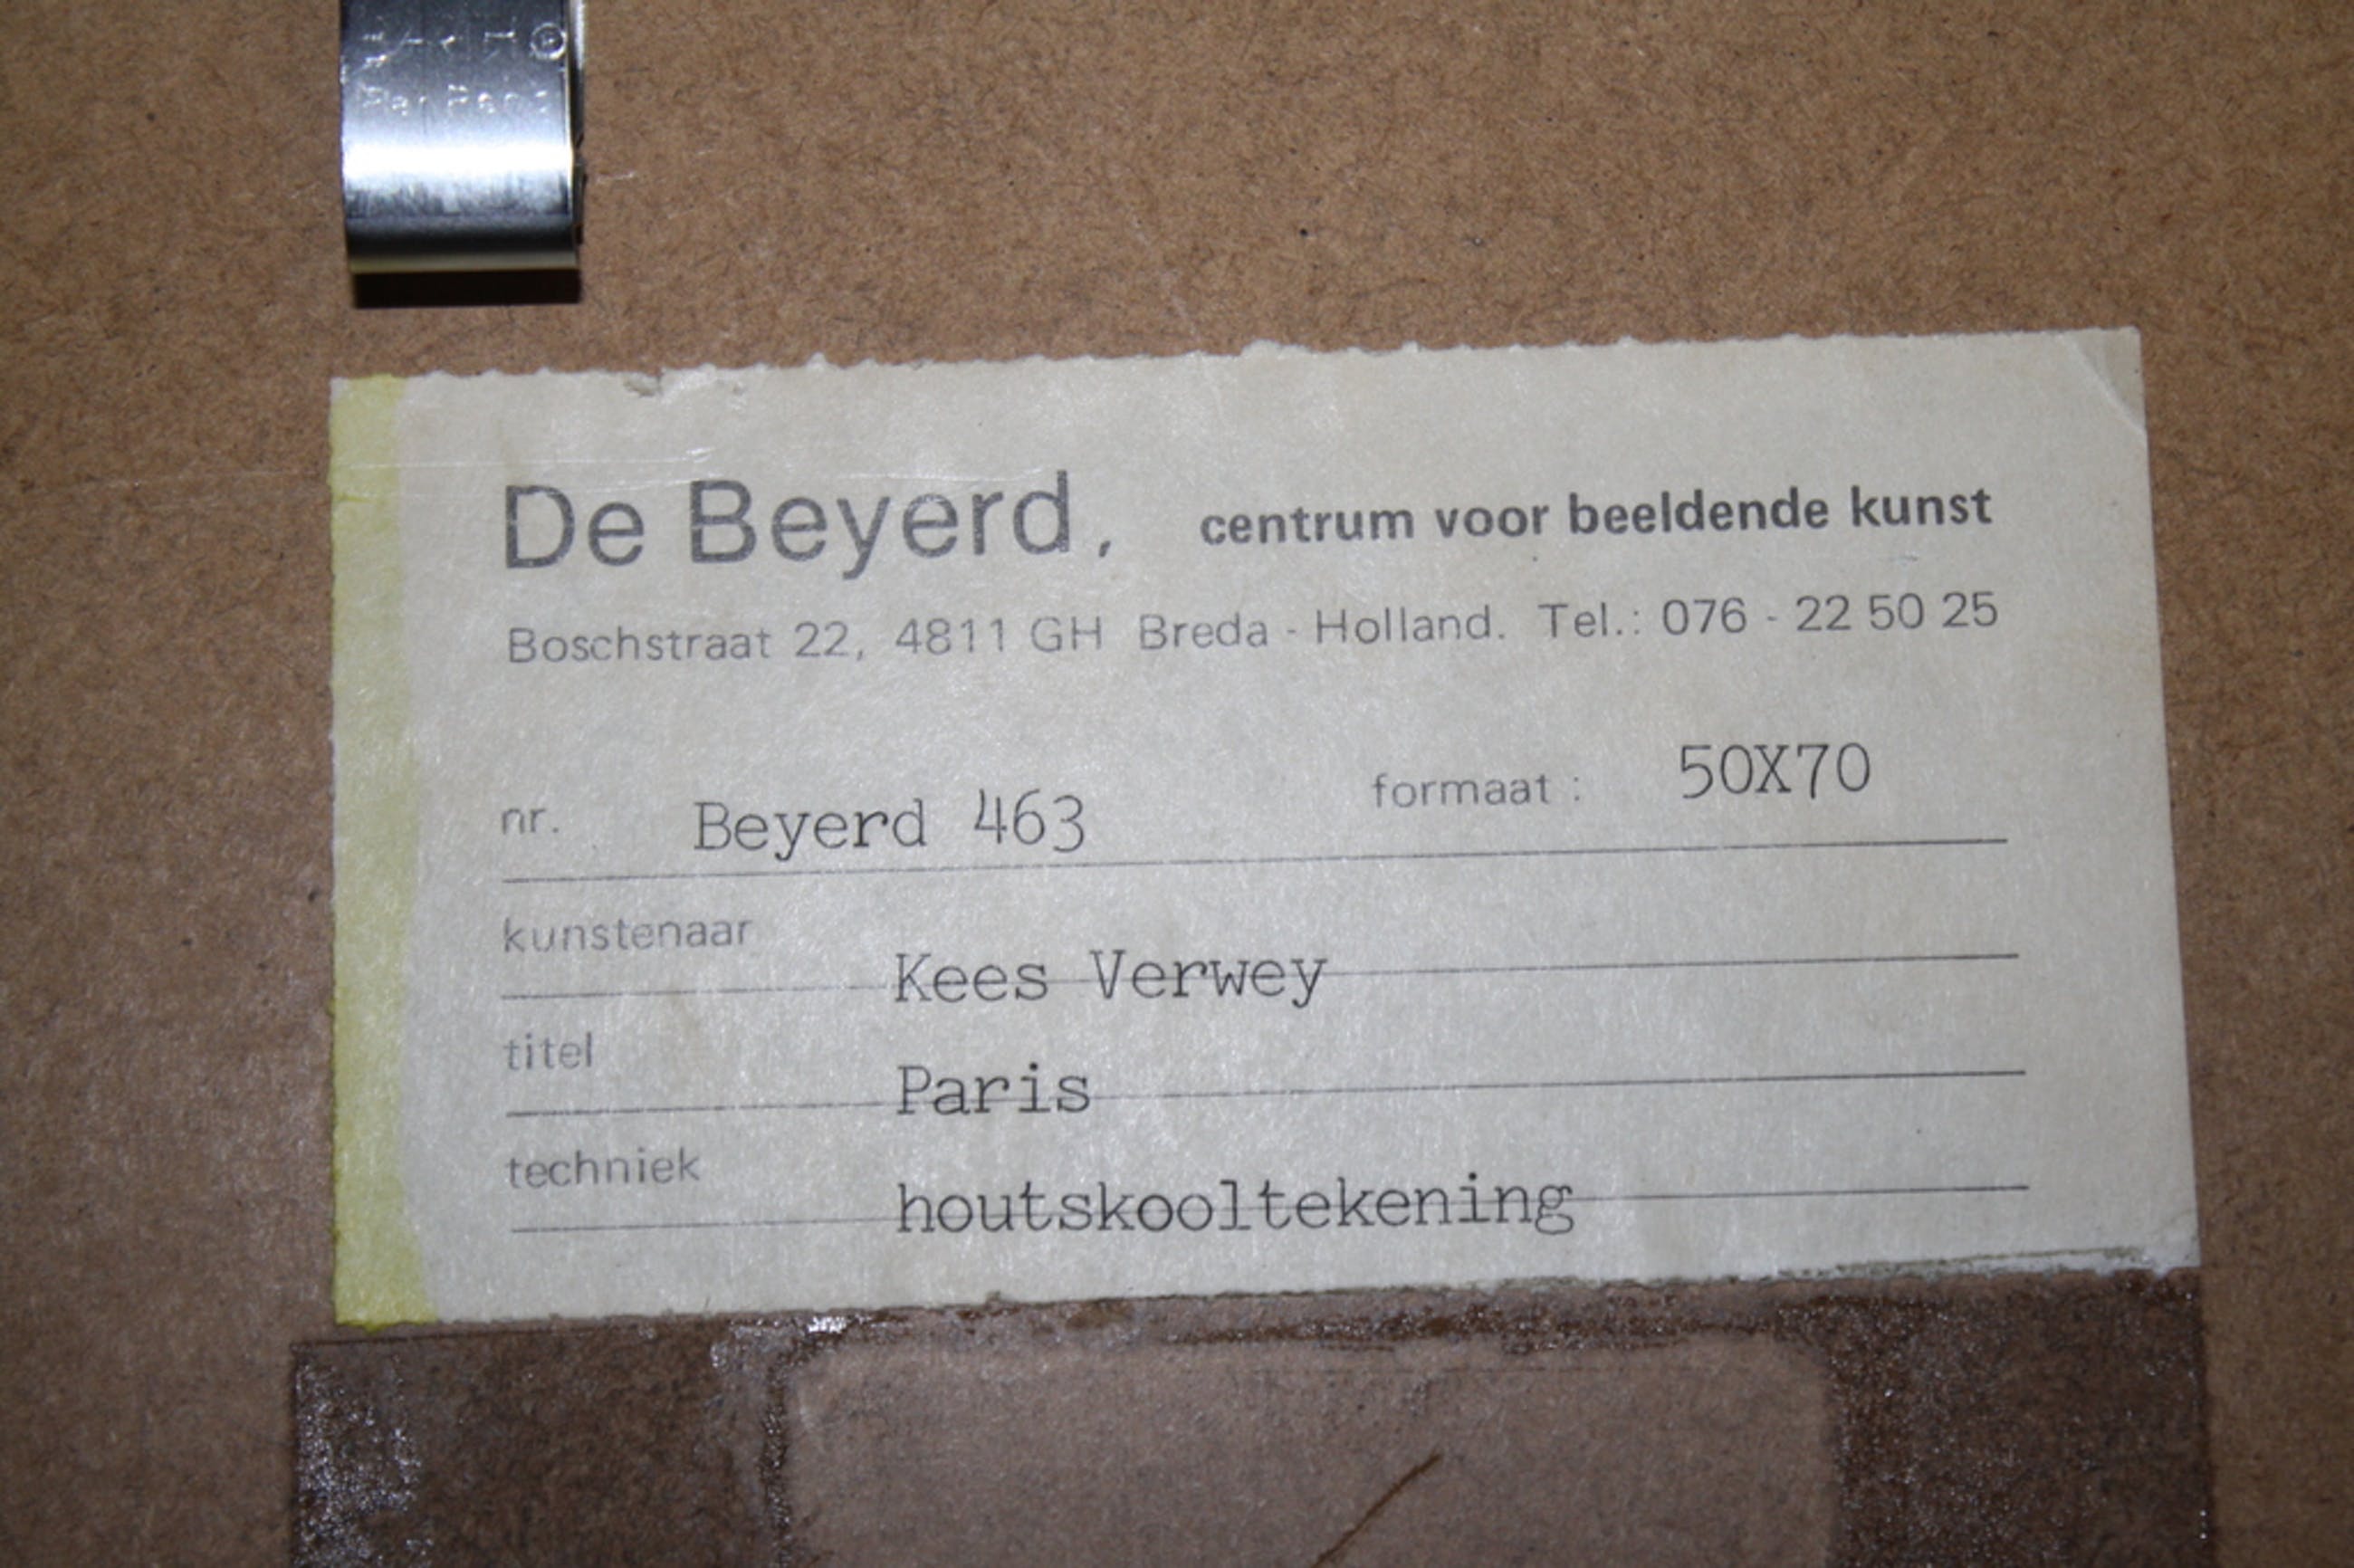 De Beyerd, centrum voor beeldende kunst
Boschstraat 22, 4811 GH Breda - Holland. Tel.: 076 - 22 50 25
nr. Beyerd 463 formaat : 50X70
kunstenaar Kees Verwey
titel Paris
techniek houtskooltekening